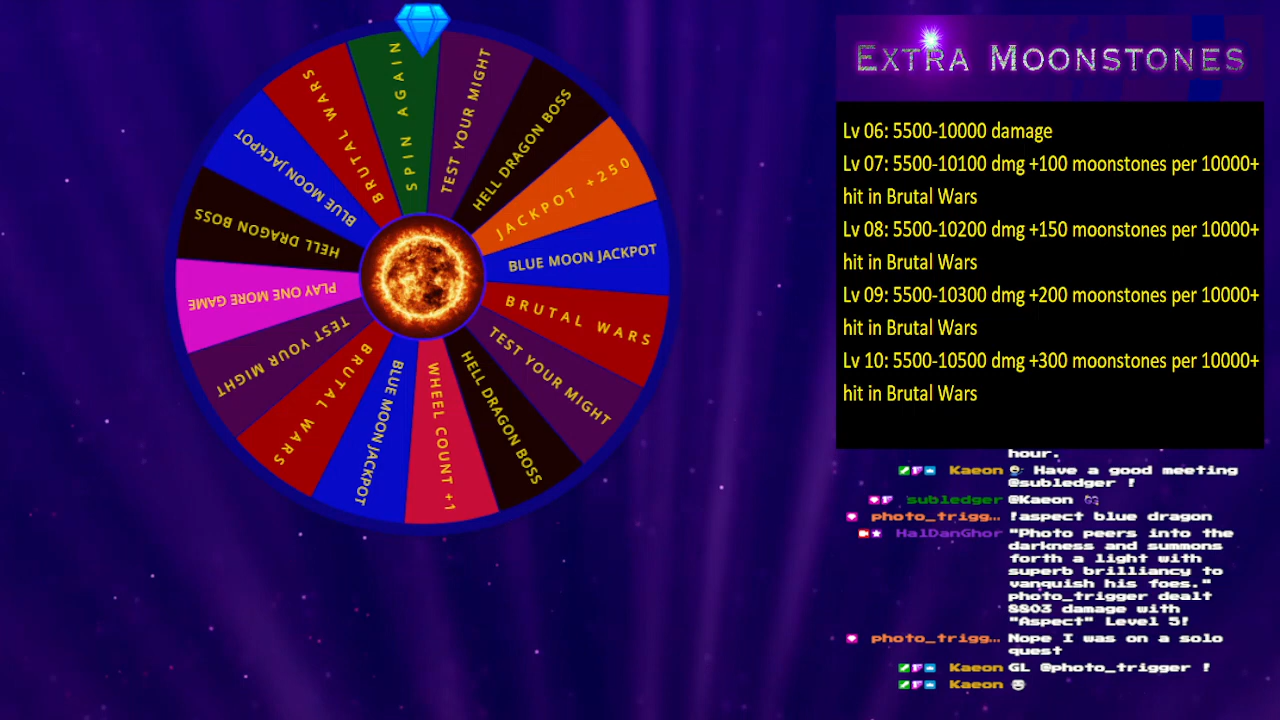 SPIN AGAIN
TEST YOUR MIGHT
HELL DRAGON BOSS
JACKPOT +250
BLUE MOON JACKPOT
BRUTAL WARS
TEST YOUR MIGHT
HELL DRAGON BOSS
WHEEL COUNT +1
BLUE MOON JACKPOT
BRUTAL WARS
TEST YOUR MIGHT
PLAY ONE MORE GAME
HELL DRAGON BOSS
BLUE MOON JACKPOT
BRUTAL WARS
EXTRA MOONSTONES
Lv 06: 5500-10000 damage
Lv 07: 5500-10100 dmg +100 moonstones per 10000+
hit in Brutal Wars
Lv 08: 5500-10200 dmg +150 moonstones per 10000+
hit in Brutal Wars
Lv 09: 5500-10300 dmg +200 moonstones per 10000+
hit in Brutal Wars
Lv 10: 5500-10500 dmg +300 moonstones per 10000+
hit in Brutal Wars
hour.
Kaeon Have a good meeting
@subledger !
subledger @Kaeon
photo_trigg... !aspect blue dragon
HalDanGhor "Photo peers into the
darkness and summons
forth a light with
superb brilliancy to
vanquish his foes."
photo_trigger dealt
8803 damage with
"Aspect" Level 5!
photo_trigg... Nope I was on a solo
quest
Kaeon GL @photo_trigger !
Kaeon